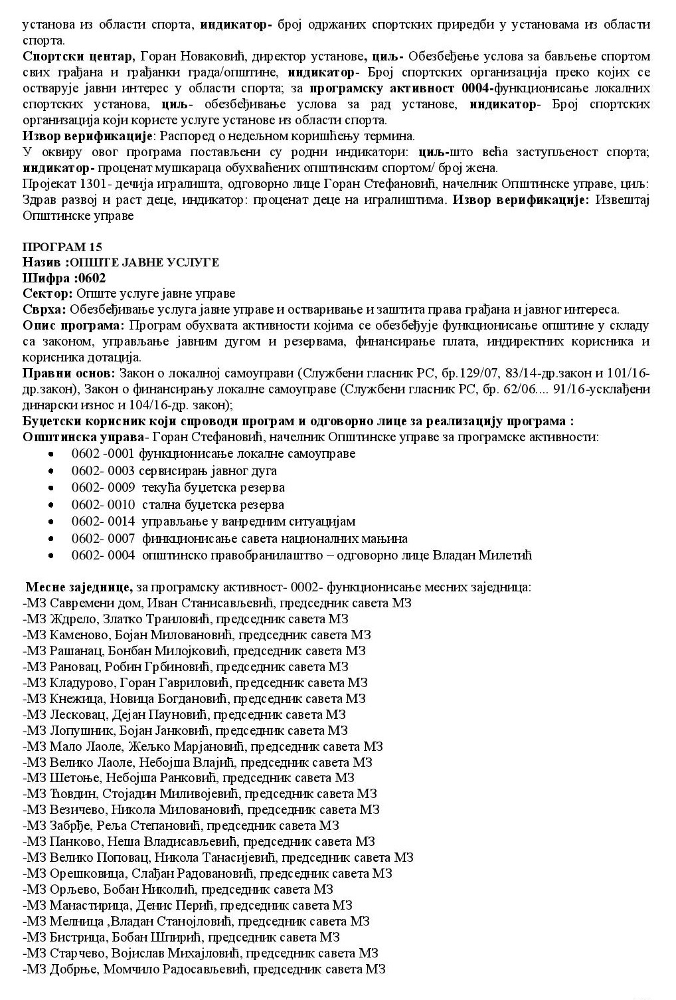 установа из области спорта, индикатор- број одржаних спортских приредби у установама из области
спорта.
Спортски центар, Горан Новаковић, директор установе, циљ- Обезбеђење услова за бављење спортом
свих грађана и грађанки града/општине, индикатор- Број спортских организација преко којих се
остварује јавни интерес у области спорта; за програмску активност 0004-функционисање локалних
спортских установа, циљ- обезбеђивање услова за рад установе, индикатор- Број спортских
организација који користе услуге установе из области спорта.
Извор верификације: Распоред о недељном коришћењу термина.
У оквиру овог програма постављени су родни индикатори: циљ-што већа заступљеност спорта;
индикатор- проценат мушкараца обухваћених општинским спортом/ број жена.
Пројекат 1301- дечија игралишта, одговорно лице Горан Стефановић, начелник Општинске управе, циљ:
Здрав развој и раст деце, индикатор: проценат деце на игралиштима. Извор верификације: Извештај
Општинске управе
ПРОГРАМ 15
Назив :ОПШТЕ ЈАВНЕ УСЛУГЕ
Шифра :0602
Сектор: Опште услуге јавне управе
Сврха: Обезбеђивање услуга јавне управе и остваривање и заштита права грађана и јавног интереса.
Опис програма: Програм обухвата активности којима се обезбеђује функционисање општине у складу
са законом, управљање јавним дугом и резервама, финансирање плата, индиректних корисника и
корисника дотација.
Правни основ: Закон о локалној самоуправи (Службени гласник РС, бр.129/07, 83/14-др.закон и 101/16-
др.закон), Закон о финансирању локалне самоуправе (Службени гласник РС, бр. 62/06.... 91/16-усклађени
динарски износ и 104/16-др. закон);
Буџетски корисник који спроводи програм и одговорно лице за реализацију програма :
Општинска управа- Горан Стефановић, начелник Општинске управе за програмске активности:
• 0602 -0001 функционисање локалне самоуправе
• 0602- 0003 сервисирањ јавног дуга
• 0602- 0009 текућа буџетска резерва
• 0602- 0010 стална буџетска резерва
• 0602- 0014 управљање у ванредним ситуацијам
• 0602- 0007 финкционисање савета националних мањина
• 0602- 0004 општинско правобранилаштво – одговорно лице Владан Милетић
Месне заједнице, за програмску активност- 0002- функционисање месних заједница:
-МЗ Савремени дом, Иван Станисављевић, председник савета МЗ
-МЗ Ждрело, Златко Траиловић, председник савета МЗ
-МЗ Каменово, Бојан Миловановић, председник савета МЗ
-МЗ Рашанац, Бонбан Милојковић, председник савета МЗ
-МЗ Рановац, Робин Грбиновић, председник савета МЗ
-МЗ Кладурово, Горан Гавриловић, председник савета МЗ
-МЗ Кнежица, Новица Богдановић, председник савета МЗ
-МЗ Лесковац, Дејан Пауновић, председник савета МЗ
-МЗ Лопушник, Бојан Јанковић, председник савета МЗ
-МЗ Мало Лаоле, Жељко Марјановић, председник савета МЗ
-МЗ Велико Лаоле, Небојша Влајић, председник савета МЗ
-МЗ Шетоње, Небојша Ранковић, председник савета МЗ
-МЗ Ћовдин, Стојадин Миливојевић, председник савета МЗ
-МЗ Везичево, Никола Миловановић, председник савета МЗ
-МЗ Забрђе, Реља Степановић, председник савета МЗ
-МЗ Панково, Неша Владисављевић, председник савета МЗ
-МЗ Велико Поповац, Никола Танасијевић, председник савета МЗ
-МЗ Орешковица, Слађан Радовановић, председник савета МЗ
-МЗ Орљево, Бобан Николић, председник савета МЗ
-МЗ Манастирица, Денис Перић, председник савета МЗ
-МЗ Мелница ,Владан Станојловић, председник савета МЗ
-МЗ Бистрица, Бобан Шпирић, председник савета МЗ
-МЗ Старчево, Војислав Михајловић, председник савета МЗ
-МЗ Добрње, Момчило Радосављевић, председник савета МЗ